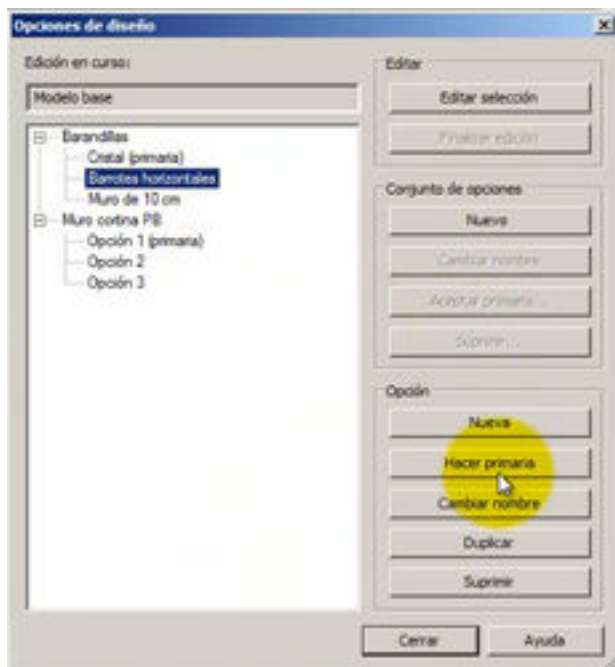 Opciones de diseño
Edición en curso:
Modelo base
Barandillas
Cristal (primaria)
Barrotes horizontales
Muro de 10 cm
Muro cortina PB
Opción 1 (primaria)
Opción 2
Opción 3
Editar
Editar selección
Finalizar edición
Conjunto de opciones
Nuevo
Cambiar nombre
Aceptar primaria...
Suprimir...
Opción
Nueva
Hacer primaria
Cambiar nombre
Duplicar
Suprimir
Cerrar
Ayuda